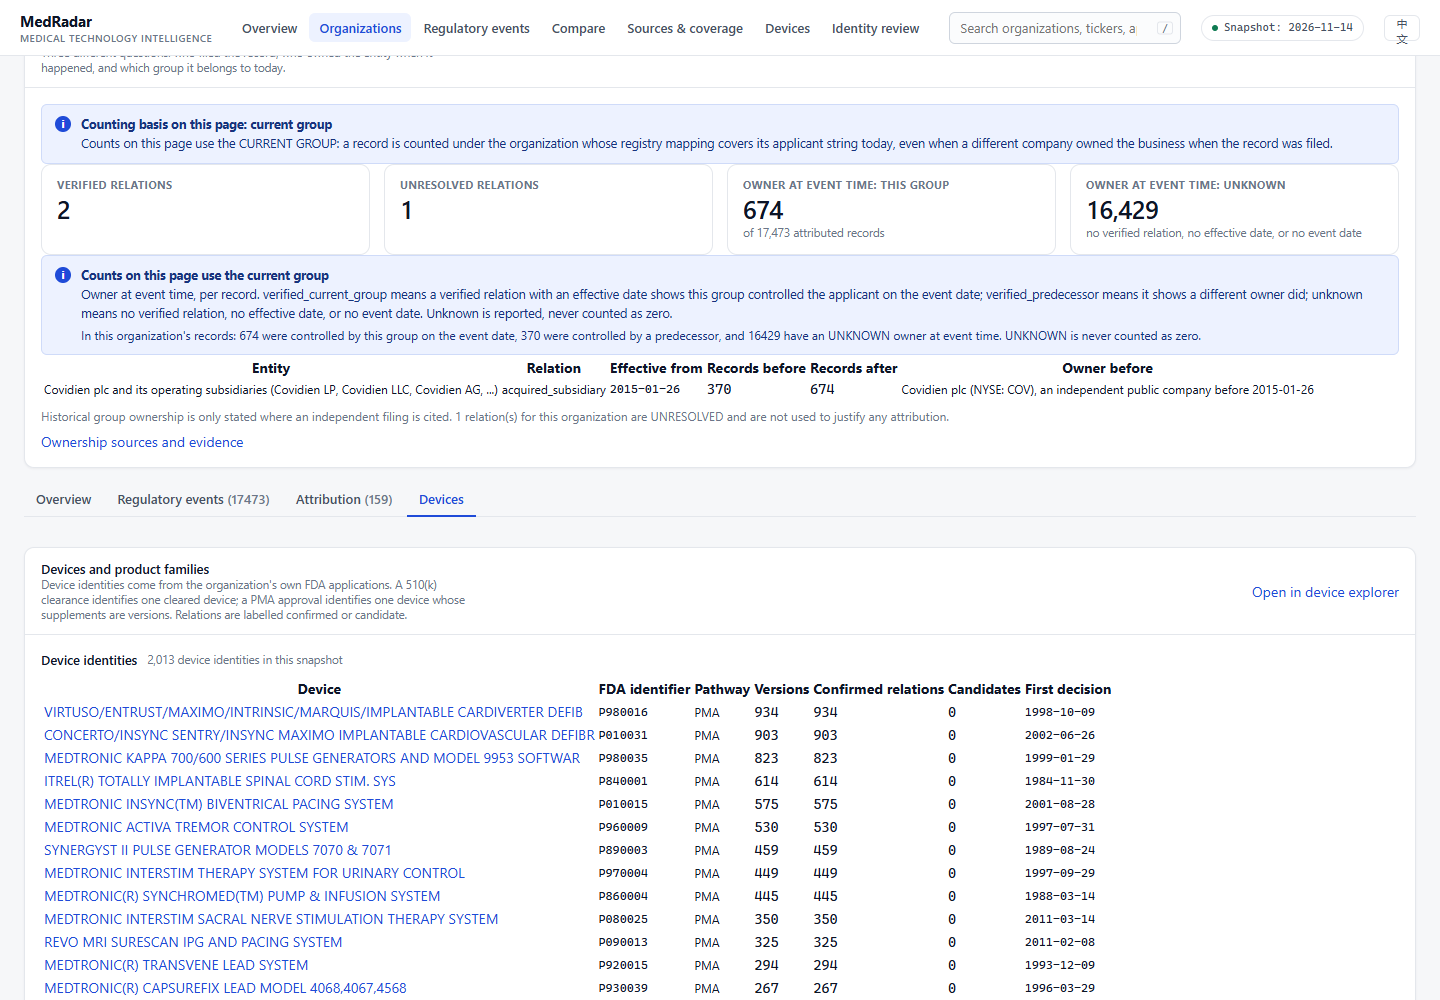 MedRadar
MEDICAL TECHNOLOGY INTELLIGENCE
Overview
Organizations
Regulatory events
Compare
Sources & coverage
Devices
Identity review
Search organizations, tickers,
/
Snapshot: 2026-11-14
中
文
happened, and which group it belongs to today.
Counting basis on this page: current group
Counts on this page use the CURRENT GROUP: a record is counted under the organization whose registry mapping covers its applicant string today, even when a different company owned the business when the record was filed.
VERIFIED RELATIONS
2
UNRESOLVED RELATIONS
1
OWNER AT EVENT TIME: THIS GROUP
674
of 17,473 attributed records
OWNER AT EVENT TIME: UNKNOWN
16,429
no verified relation, no effective date, or no event date
Counts on this page use the current group
Owner at event time, per record. verified_current_group means a verified relation with an effective date shows this group controlled the applicant on the event date; verified_predecessor means it shows a different owner did; unknown
means no verified relation, no effective date, or no event date. Unknown is reported, never counted as zero.
In this organization's records: 674 were controlled by this group on the event date, 370 were controlled by a predecessor, and 16429 have an UNKNOWN owner at event time. UNKNOWN is never counted as zero.
Entity Relation Effective from Records before Records after Owner before
Covidien plc and its operating subsidiaries (Covidien LP, Covidien LLC, Covidien AG, ...) acquired_subsidiary 2015-01-26 370 674 Covidien plc (NYSE: COV), an independent public company before 2015-01-26
Historical group ownership is only stated where an independent filing is cited. 1 relation(s) for this organization are UNRESOLVED and are not used to justify any attribution.
Ownership sources and evidence
Overview
Regulatory events (17473)
Attribution (159)
Devices
Devices and product families
Device identities come from the organization's own FDA applications. A 510(k)
clearance identifies one cleared device; a PMA approval identifies one device whose
supplements are versions. Relations are labelled confirmed or candidate.
Open in device explorer
Device identities 2,013 device identities in this snapshot
Device FDA identifier Pathway Versions Confirmed relations Candidates First decision
VIRTUSO/ENTRUST/MAXIMO/INTRINSIC/MARQUIS/IMPLANTABLE CARDIVERTER DEFIB P980016 PMA 934 934 0 1998-10-09
CONCERTO/INSYNC SENTRY/INSYNC MAXIMO IMPLANTABLE CARDIOVASCULAR DEFIBR P010031 PMA 903 903 0 2002-06-26
MEDTRONIC KAPPA 700/600 SERIES PULSE GENERATORS AND MODEL 9953 SOFTWAR P980035 PMA 823 823 0 1999-01-29
ITREL(R) TOTALLY IMPLANTABLE SPINAL CORD STIM. SYS P840001 PMA 614 614 0 1984-11-30
MEDTRONIC INSYNC(TM) BIVENTRICAL PACING SYSTEM P010015 PMA 575 575 0 2001-08-28
MEDTRONIC ACTIVA TREMOR CONTROL SYSTEM P960009 PMA 530 530 0 1997-07-31
SYNERGYST II PULSE GENERATOR MODELS 7070 & 7071 P890003 PMA 459 459 0 1989-08-24
MEDTRONIC INTERSTIM THERAPY SYSTEM FOR URINARY CONTROL P970004 PMA 449 449 0 1997-09-29
MEDTRONIC(R) SYNCHROMED(TM) PUMP & INFUSION SYSTEM P860004 PMA 445 445 0 1988-03-14
MEDTRONIC INTERSTIM SACRAL NERVE STIMULATION THERAPY SYSTEM P080025 PMA 350 350 0 2011-03-14
REVO MRI SURESCAN IPG AND PACING SYSTEM P090013 PMA 325 325 0 2011-02-08
MEDTRONIC(R) TRANSVENE LEAD SYSTEM P920015 PMA 294 294 0 1993-12-09
MEDTRONIC(R) CAPSUREFIX LEAD MODEL 4068,4067,4568 P930039 PMA 267 267 0 1996-03-29